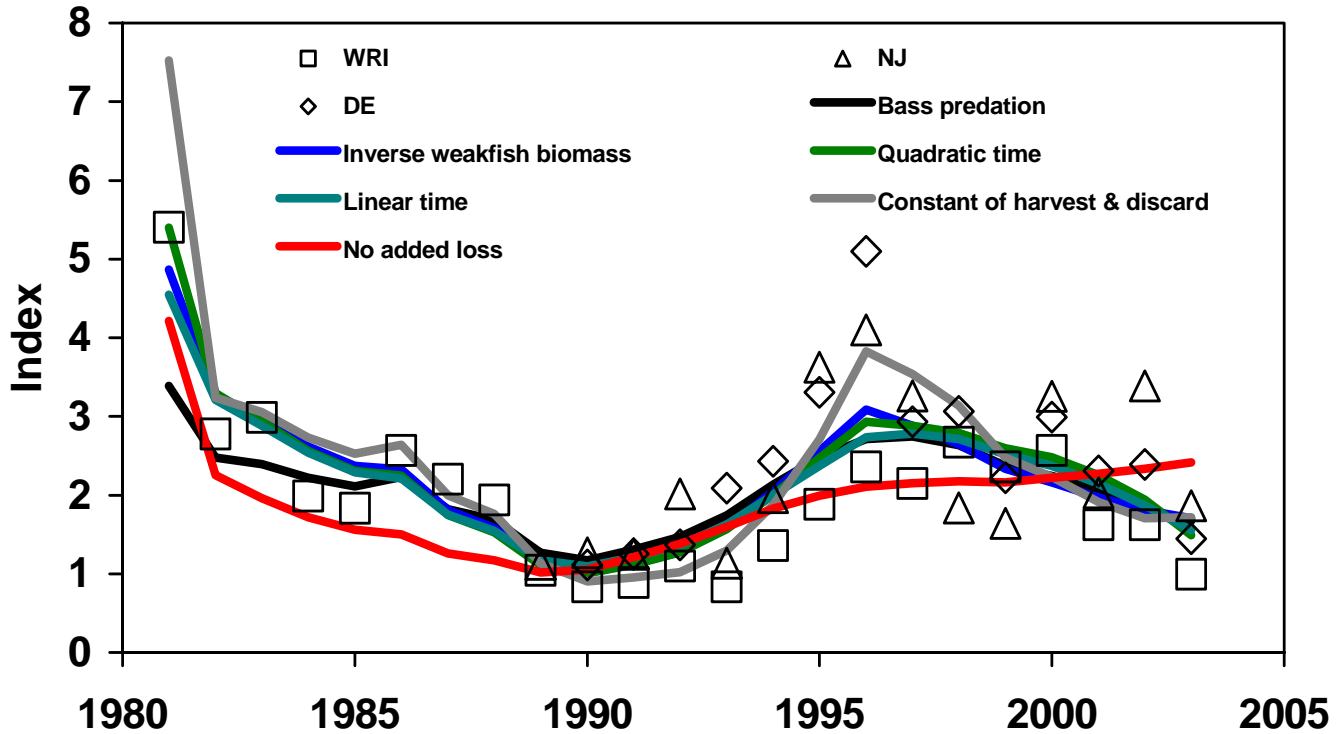 8
7
6
5
4
3
2
1
0
Index
WRI NJ
DE Bass predation
Inverse weakfish biomass Quadratic time
Linear time Constant of harvest & discard
No added loss
1980 1985 1990 1995 2000 2005